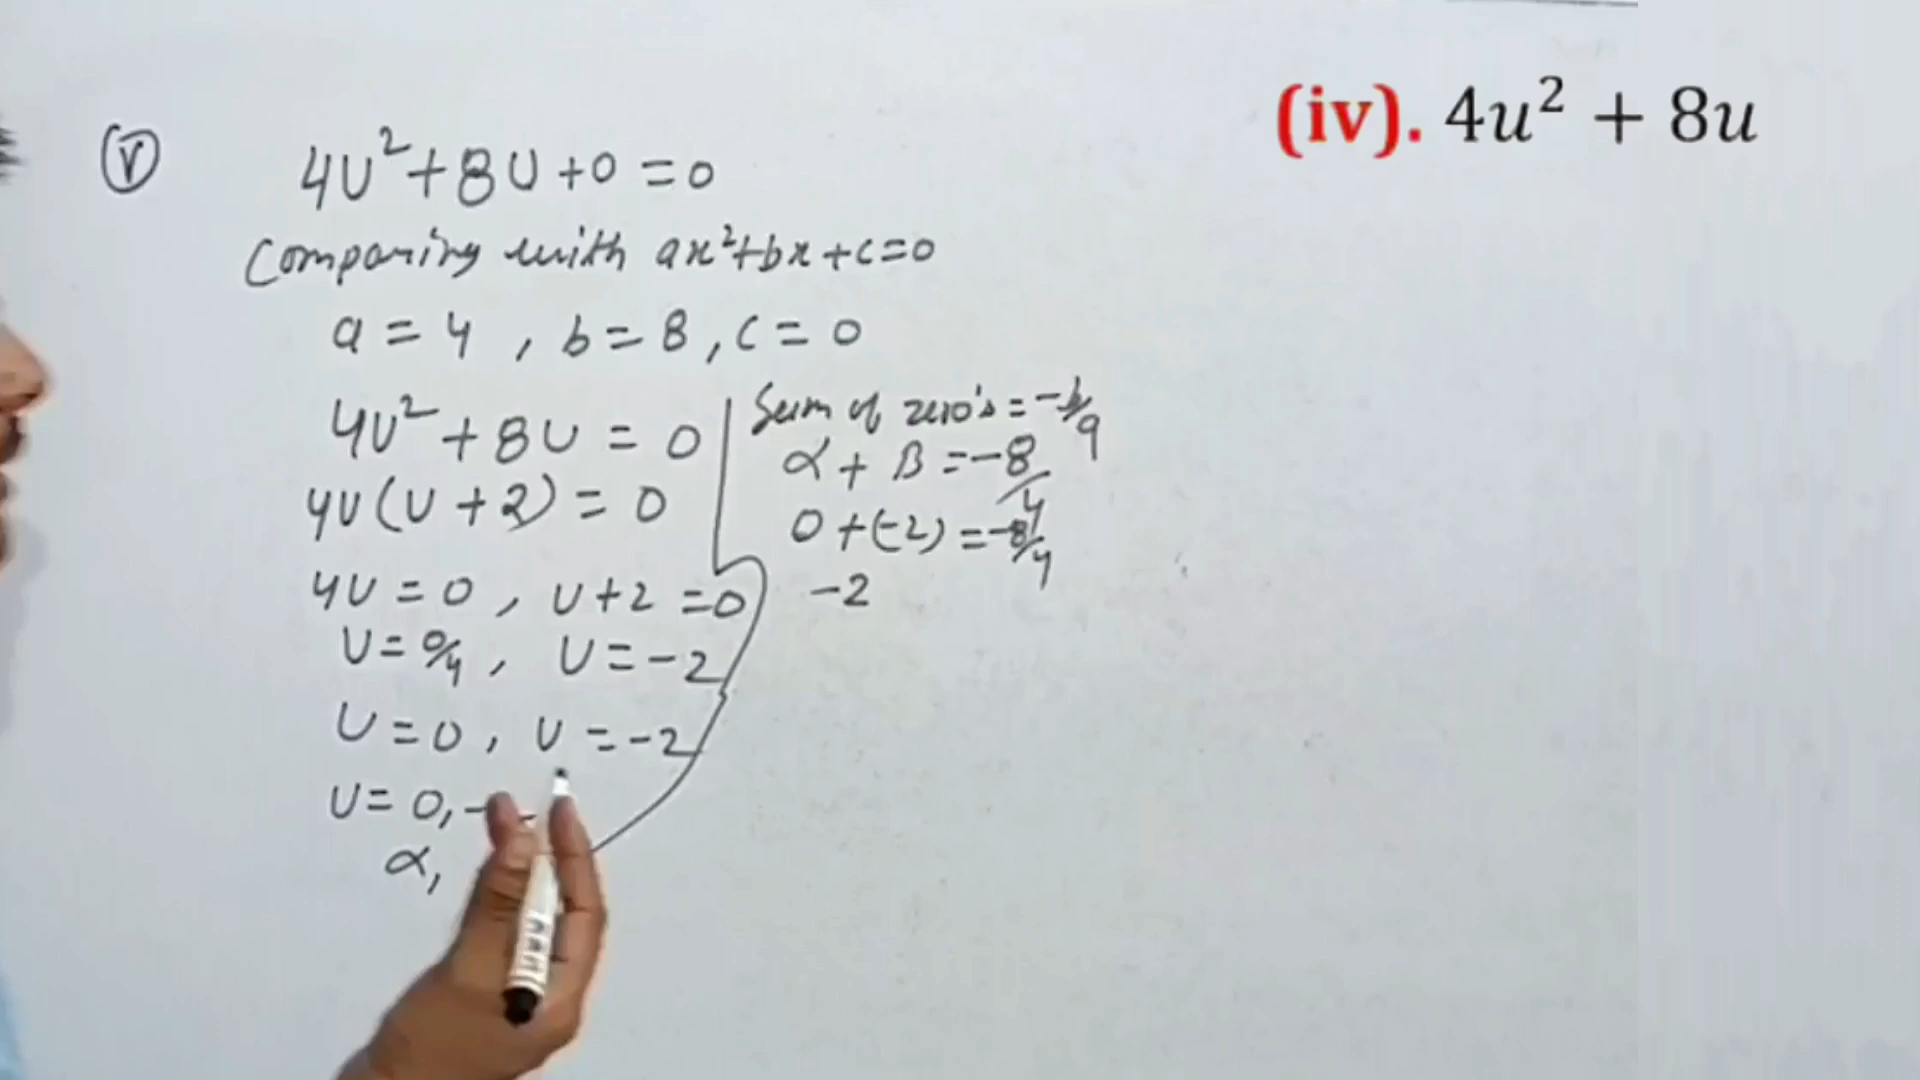 (iv). 4u² + 8u
(v) 4U²+8U+0=0
Comparing with ax²+bx+c=0
a=4, b=8, c=0
4U²+8U=0
4U(U+2)=0
4U=0, U+2=0
U=0/4, U=-2
U=0, U=-2
U=0,-
α,
Sum of zero's=-b/a
α+β=-8/4
0+(-2)=-8/4
-2